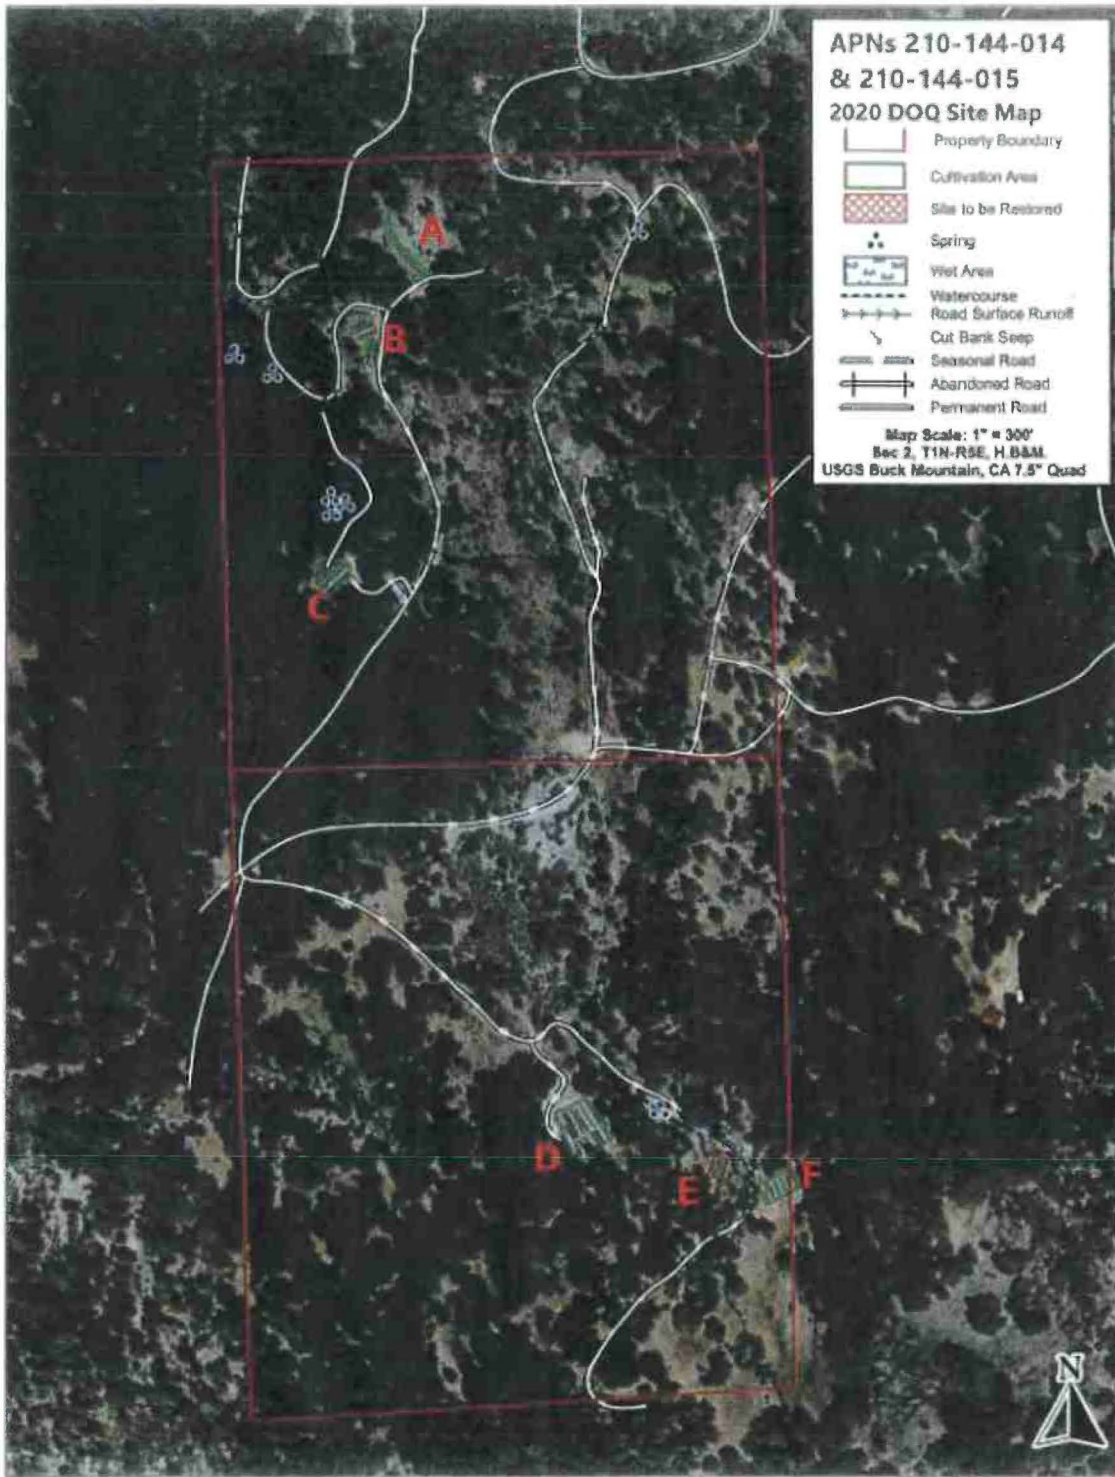 APNs 210-144-014
& 210-144-015
2020 DOQ Site Map
Property Boundary
Cultivation Area
Site to be Restored
Spring
Wet Area
Watercourse
Road Surface Runoff
Cut Bank Seep
Seasonal Road
Abandoned Road
Permanent Road
Map Scale: 1" = 300'
Sec 2, T1N-R5E, H.B&M.
USGS Buck Mountain, CA 7.5" Quad
A
B
C
D
E
F
N